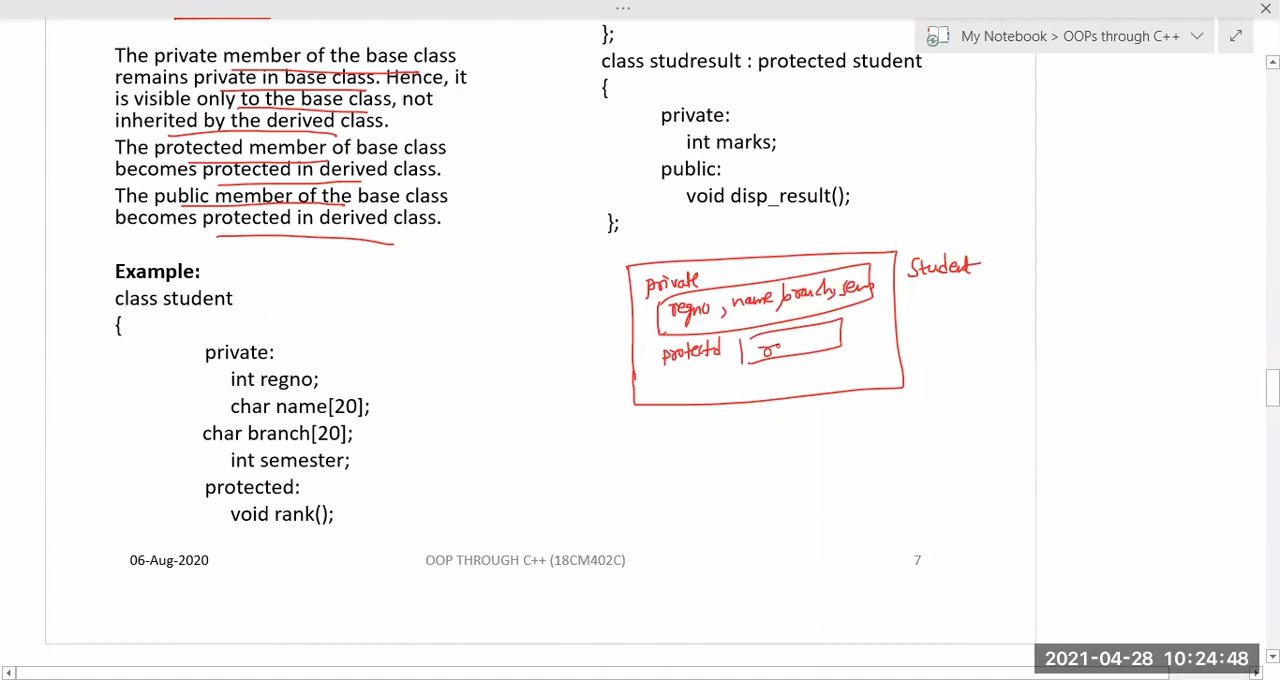 ...
My Notebook > OOPs through C++
The private member of the base class
remains private in base class. Hence, it
is visible only to the base class, not
inherited by the derived class.
The protected member of base class
becomes protected in derived class.
The public member of the base class
becomes protected in derived class.
Example:
class student
{
private:
int regno;
char name[20];
char branch[20];
int semester;
protected:
void rank();
};
class studresult : protected student
{
private:
int marks;
public:
void disp_result();
};
Student
private
regno, name, branch, sem
protectd
06-Aug-2020
OOP THROUGH C++ (18CM402C)
7
2021-04-28 10:24:48